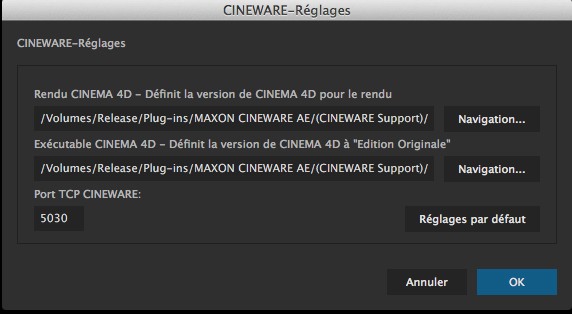 CINEWARE-Réglages
CINEWARE-Réglages
Rendu CINEMA 4D - Définit la version de CINEMA 4D pour le rendu
/Volumes/Release/Plug-ins/MAXON CINEWARE AE/(CINEWARE Support)/
Navigation...
Exécutable CINEMA 4D - Définit la version de CINEMA 4D à "Edition Originale"
/Volumes/Release/Plug-ins/MAXON CINEWARE AE/(CINEWARE Support)/
Navigation...
Port TCP CINEWARE:
5030
Réglages par défaut
Annuler
OK